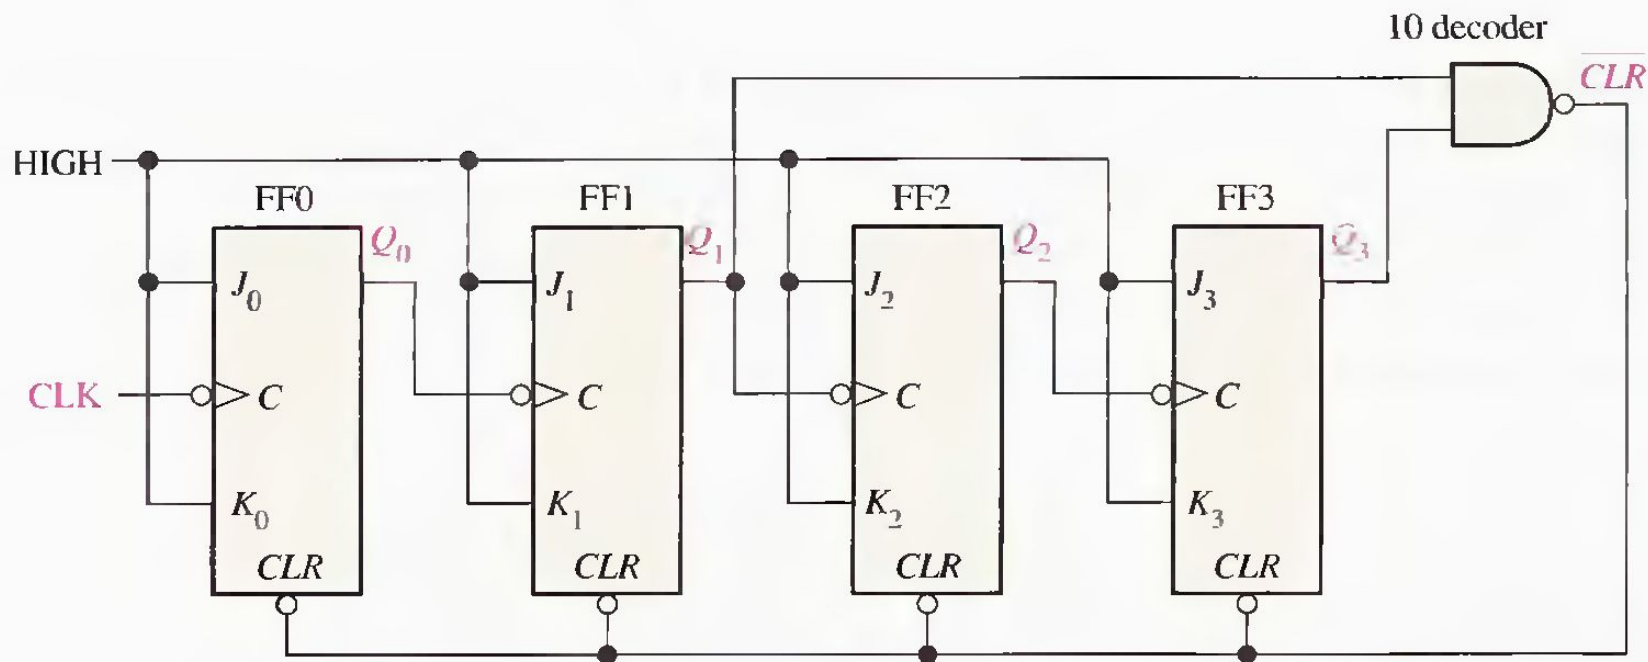 10 decoder
CLR
HIGH
FF0
FF1
FF2
FF3
Q0
Q1
Q2
Q3
J0
J1
J2
J3
CLK
C
C
C
C
K0
K1
K2
K3
CLR
CLR
CLR
CLR